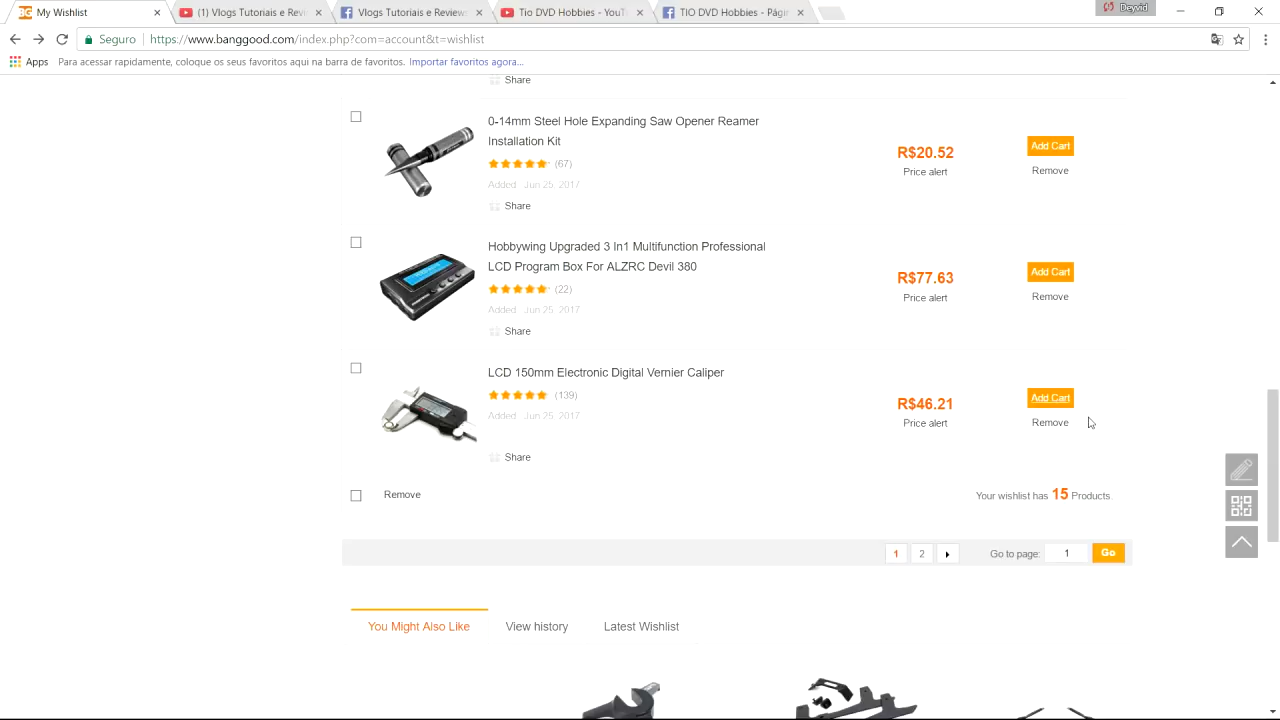 BG My Wishlist
(1) Vlogs Tutoriais e Revi
Vlogs Tutoriais e Review
Tio DVD Hobbies - YouT
TIO DVD Hobbies - Págin
Deyvid
Seguro
https://www.banggood.com/index.php?com=account&t=wishlist
Apps
Para acessar rapidamente, coloque os seus favoritos aqui na barra de favoritos. Importar favoritos agora...
Share
0-14mm Steel Hole Expanding Saw Opener Reamer
Installation Kit
(67)
Added Jun 25, 2017
Share
R$20.52
Price alert
Add Cart
Remove
Hobbywing Upgraded 3 In1 Multifunction Professional
LCD Program Box For ALZRC Devil 380
(22)
Added Jun 25, 2017
Share
R$77.63
Price alert
Add Cart
Remove
LCD 150mm Electronic Digital Vernier Caliper
(139)
Added Jun 25, 2017
Share
R$46.21
Price alert
Add Cart
Remove
Remove
Your wishlist has 15 Products.
1 2
Go to page: 1 Go
You Might Also Like
View history
Latest Wishlist